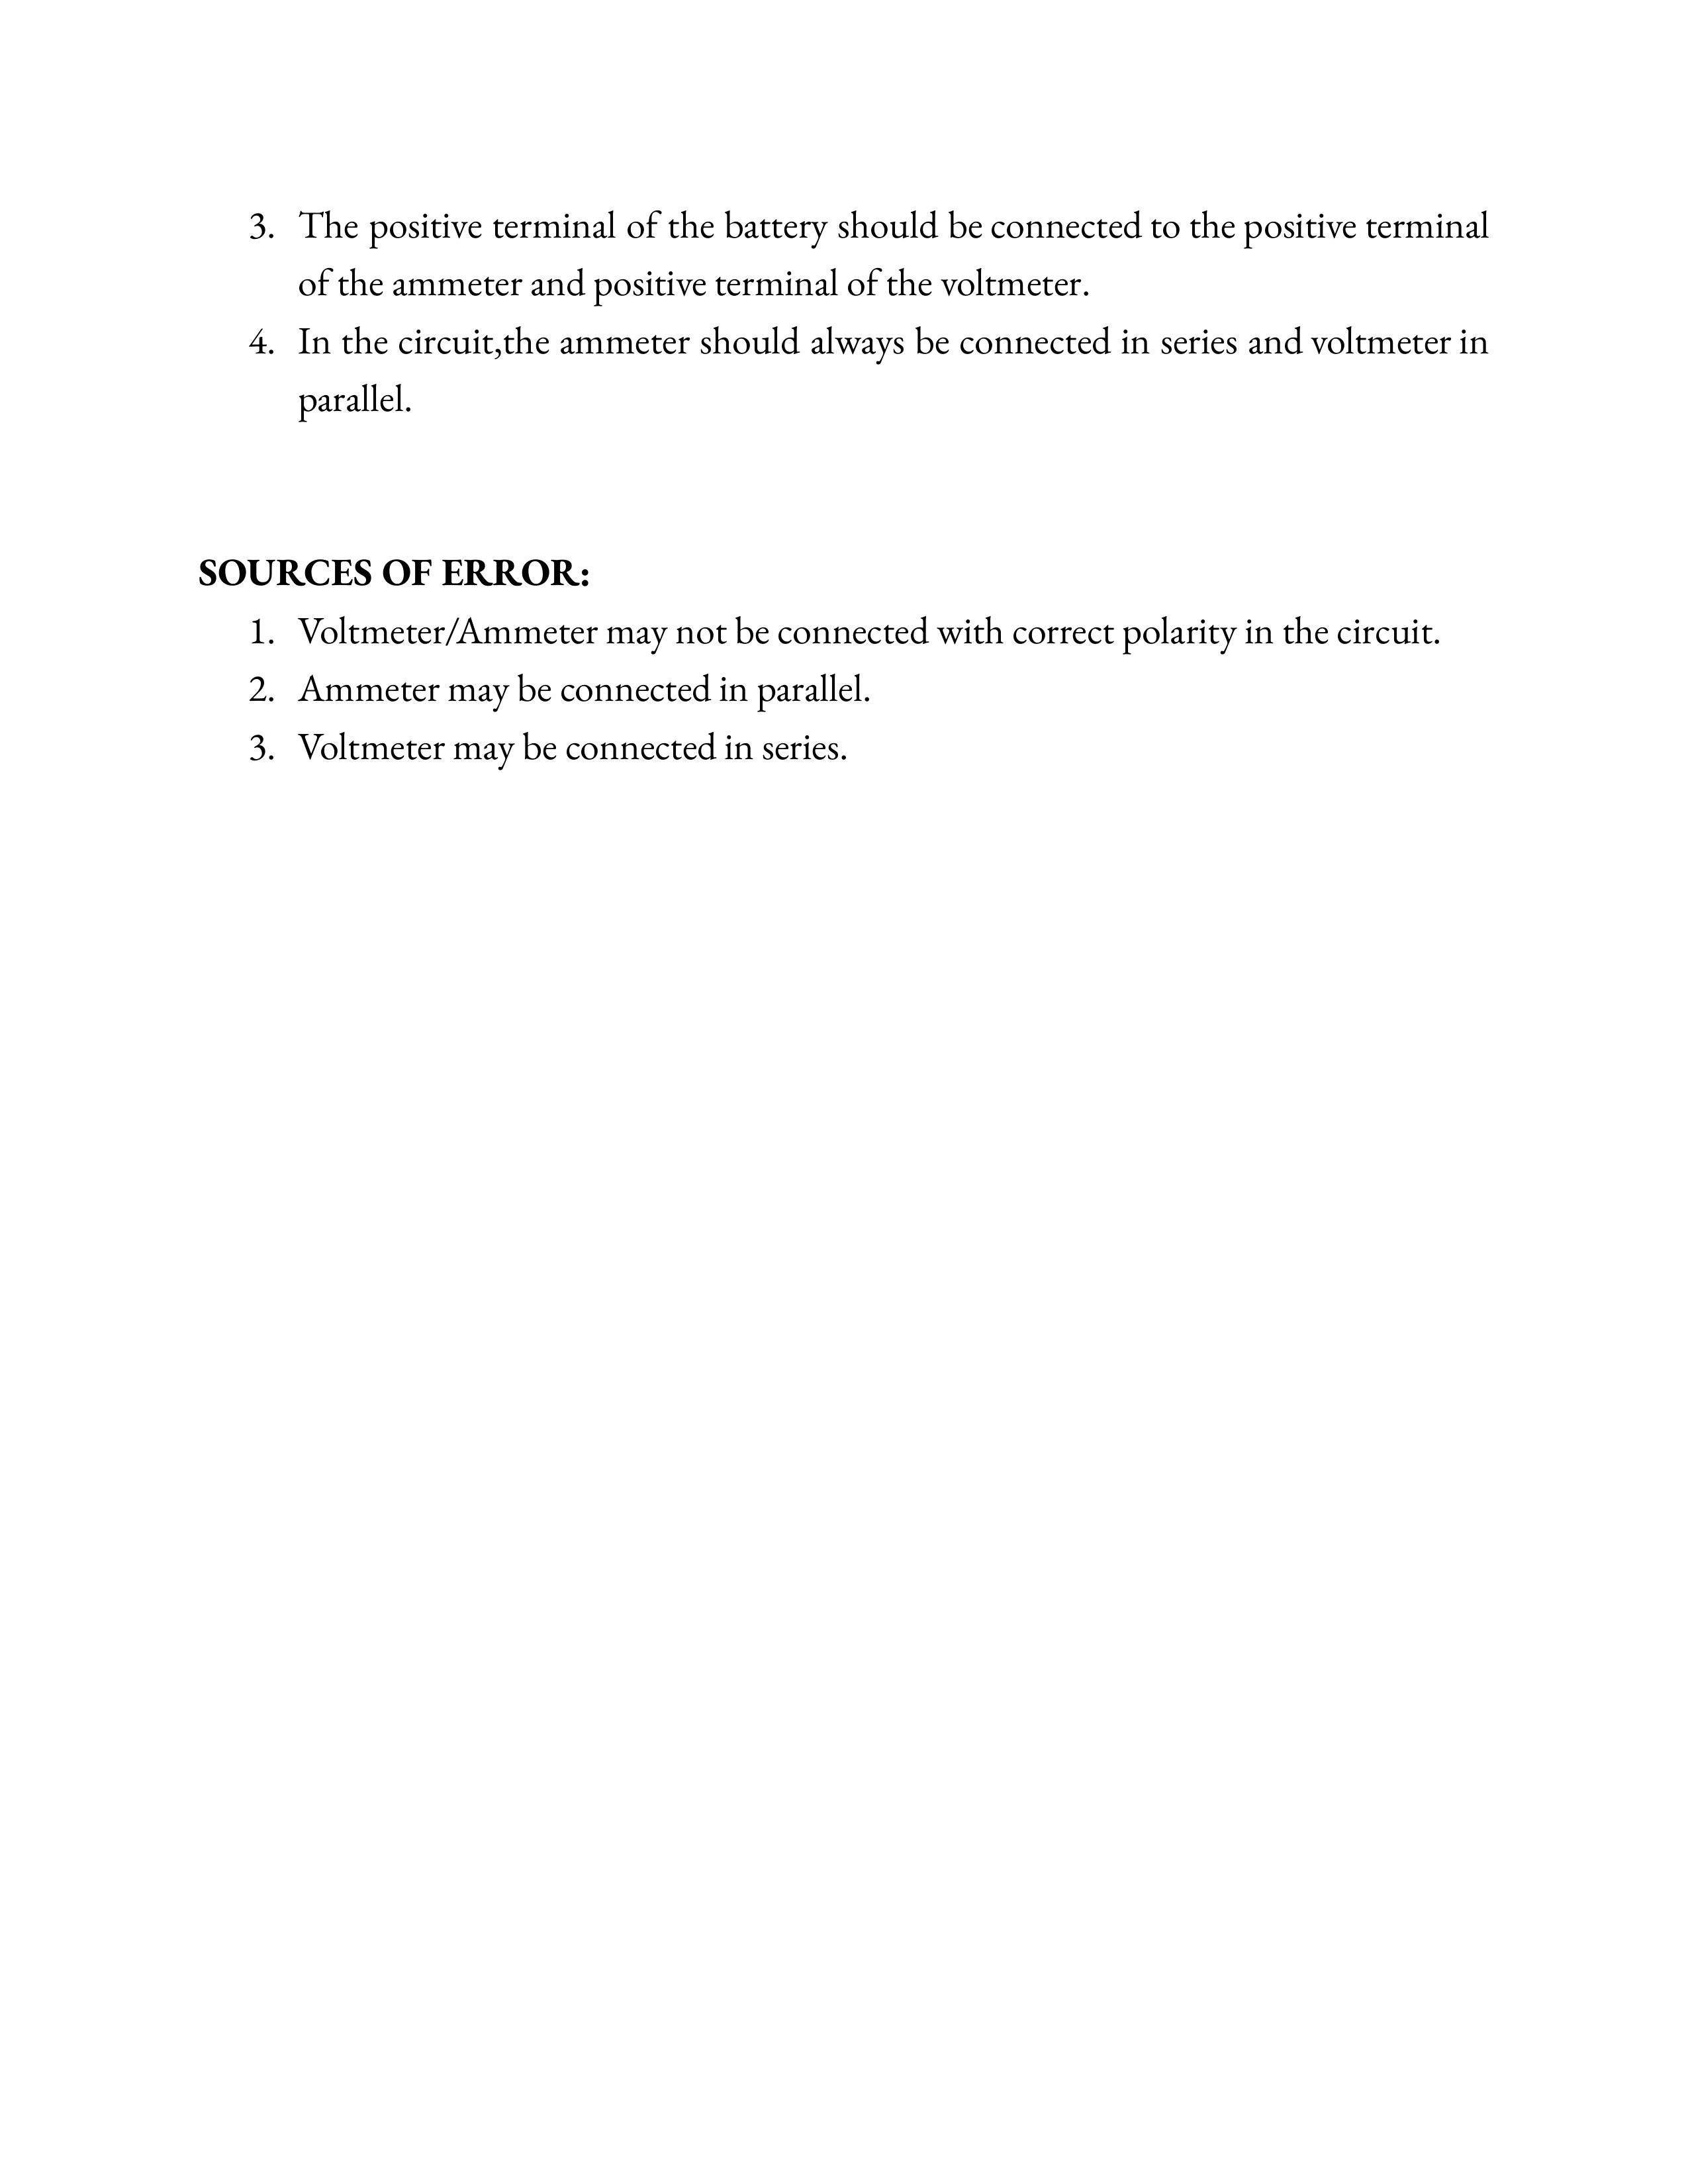 3. The positive terminal of the battery should be connected to the positive terminal
of the ammeter and positive terminal of the voltmeter.
4. In the circuit,the ammeter should always be connected in series and voltmeter in
parallel.
SOURCES OF ERROR:
1. Voltmeter/Ammeter may not be connected with correct polarity in the circuit.
2. Ammeter may be connected in parallel.
3. Voltmeter may be connected in series.